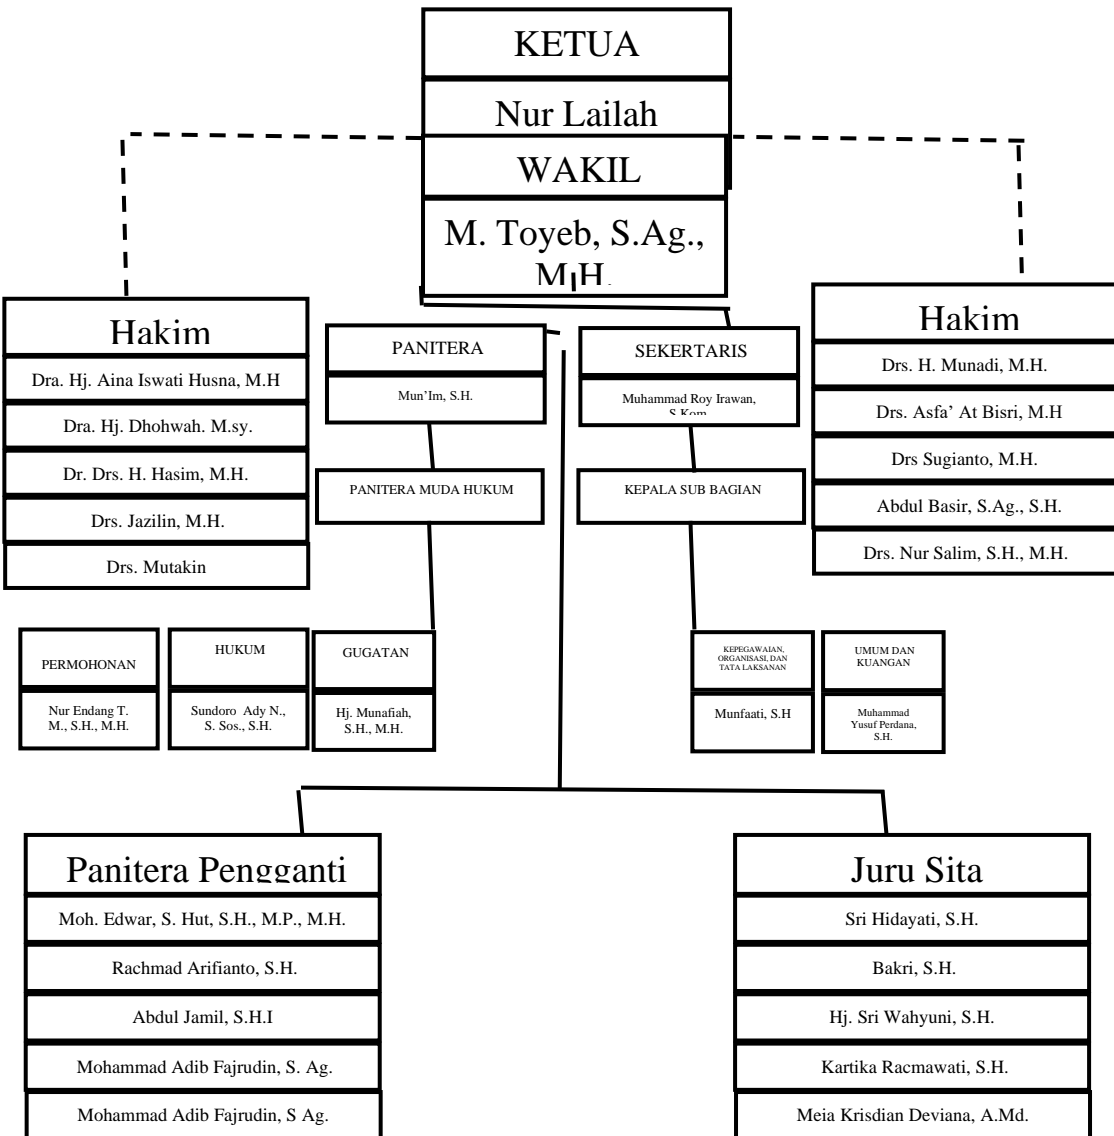 KETUA
Nur Lailah
WAKIL
M. Toyeb, S.Ag.,
M.H.
Hakim
Dra. Hj. Aina Iswati Husna, M.H
Dra. Hj. Dhohwah. M.sy.
Dr. Drs. H. Hasim, M.H.
Drs. Jazilin, M.H.
Drs. Mutakin
PANITERA
Mun’Im, S.H.
PANITERA MUDA HUKUM
SEKERTARIS
Muhammad Roy Irawan,
S.Kom
KEPALA SUB BAGIAN
Hakim
Drs. H. Munadi, M.H.
Drs. Asfa’ At Bisri, M.H
Drs Sugianto, M.H.
Abdul Basir, S.Ag., S.H.
Drs. Nur Salim, S.H., M.H.
PERMOHONAN
Nur Endang T.
M., S.H., M.H.
HUKUM
Sundoro Ady N.,
S. Sos., S.H.
GUGATAN
Hj. Munafiah,
S.H., M.H.
KEPEGAWAIAN,
ORGANISASI, DAN
TATA LAKSANAN
Munfaati, S.H
UMUM DAN
KUANGAN
Muhammad
Yusuf Perdana,
S.H.
Panitera Pengganti
Moh. Edwar, S. Hut, S.H., M.P., M.H.
Rachmad Arifianto, S.H.
Abdul Jamil, S.H.I
Mohammad Adib Fajrudin, S. Ag.
Mohammad Adib Fajrudin, S Ag.
Juru Sita
Sri Hidayati, S.H.
Bakri, S.H.
Hj. Sri Wahyuni, S.H.
Kartika Racmawati, S.H.
Meia Krisdian Deviana, A.Md.